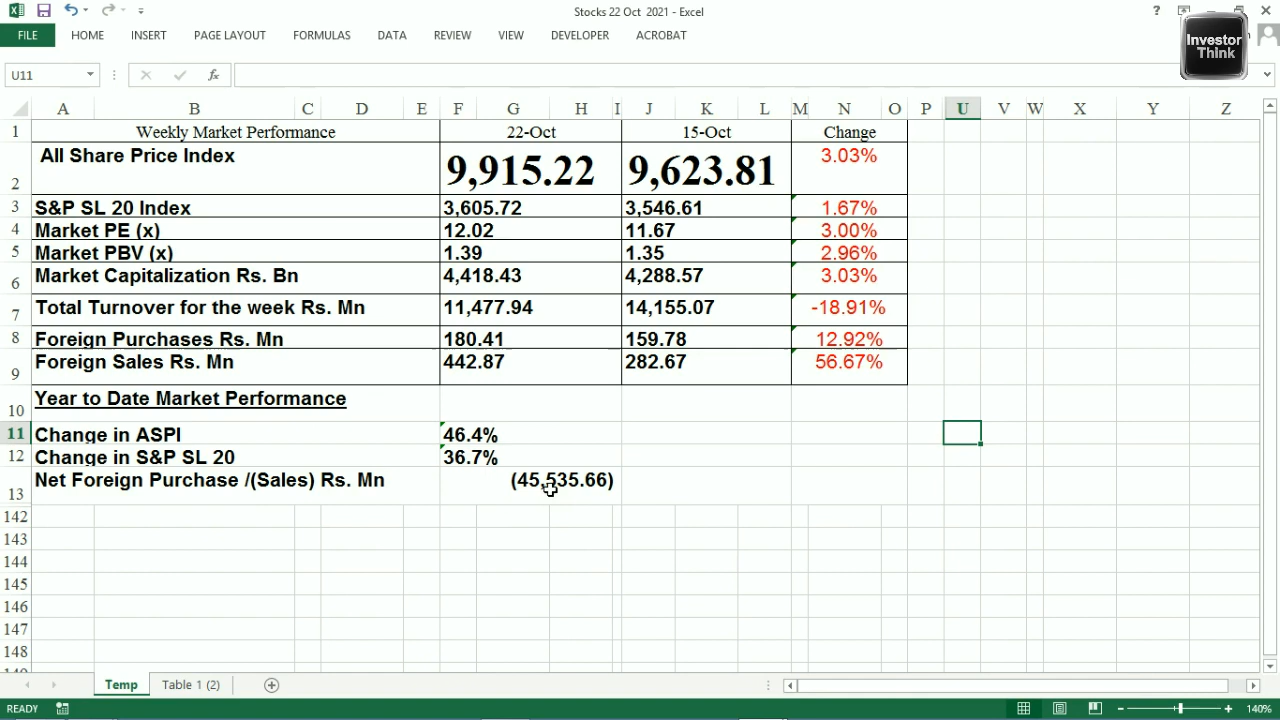 Stocks 22 Oct 2021 - Excel
FILE HOME INSERT PAGE LAYOUT FORMULAS DATA REVIEW VIEW DEVELOPER ACROBAT
Investor
Think
U11 fx
A B C D E F G H I J K L M N O P U V W X Y Z
1 Weekly Market Performance 22-Oct 15-Oct Change
2 All Share Price Index 9,915.22 9,623.81 3.03%
3 S&P SL 20 Index 3,605.72 3,546.61 1.67%
4 Market PE (x) 12.02 11.67 3.00%
5 Market PBV (x) 1.39 1.35 2.96%
6 Market Capitalization Rs. Bn 4,418.43 4,288.57 3.03%
7 Total Turnover for the week Rs. Mn 11,477.94 14,155.07 -18.91%
8 Foreign Purchases Rs. Mn 180.41 159.78 12.92%
9 Foreign Sales Rs. Mn 442.87 282.67 56.67%
10 Year to Date Market Performance
11 Change in ASPI 46.4%
12 Change in S&P SL 20 36.7%
13 Net Foreign Purchase /(Sales) Rs. Mn (45,535.66)
142
143
144
145
146
147
148
Temp Table 1 (2)
READY 140%